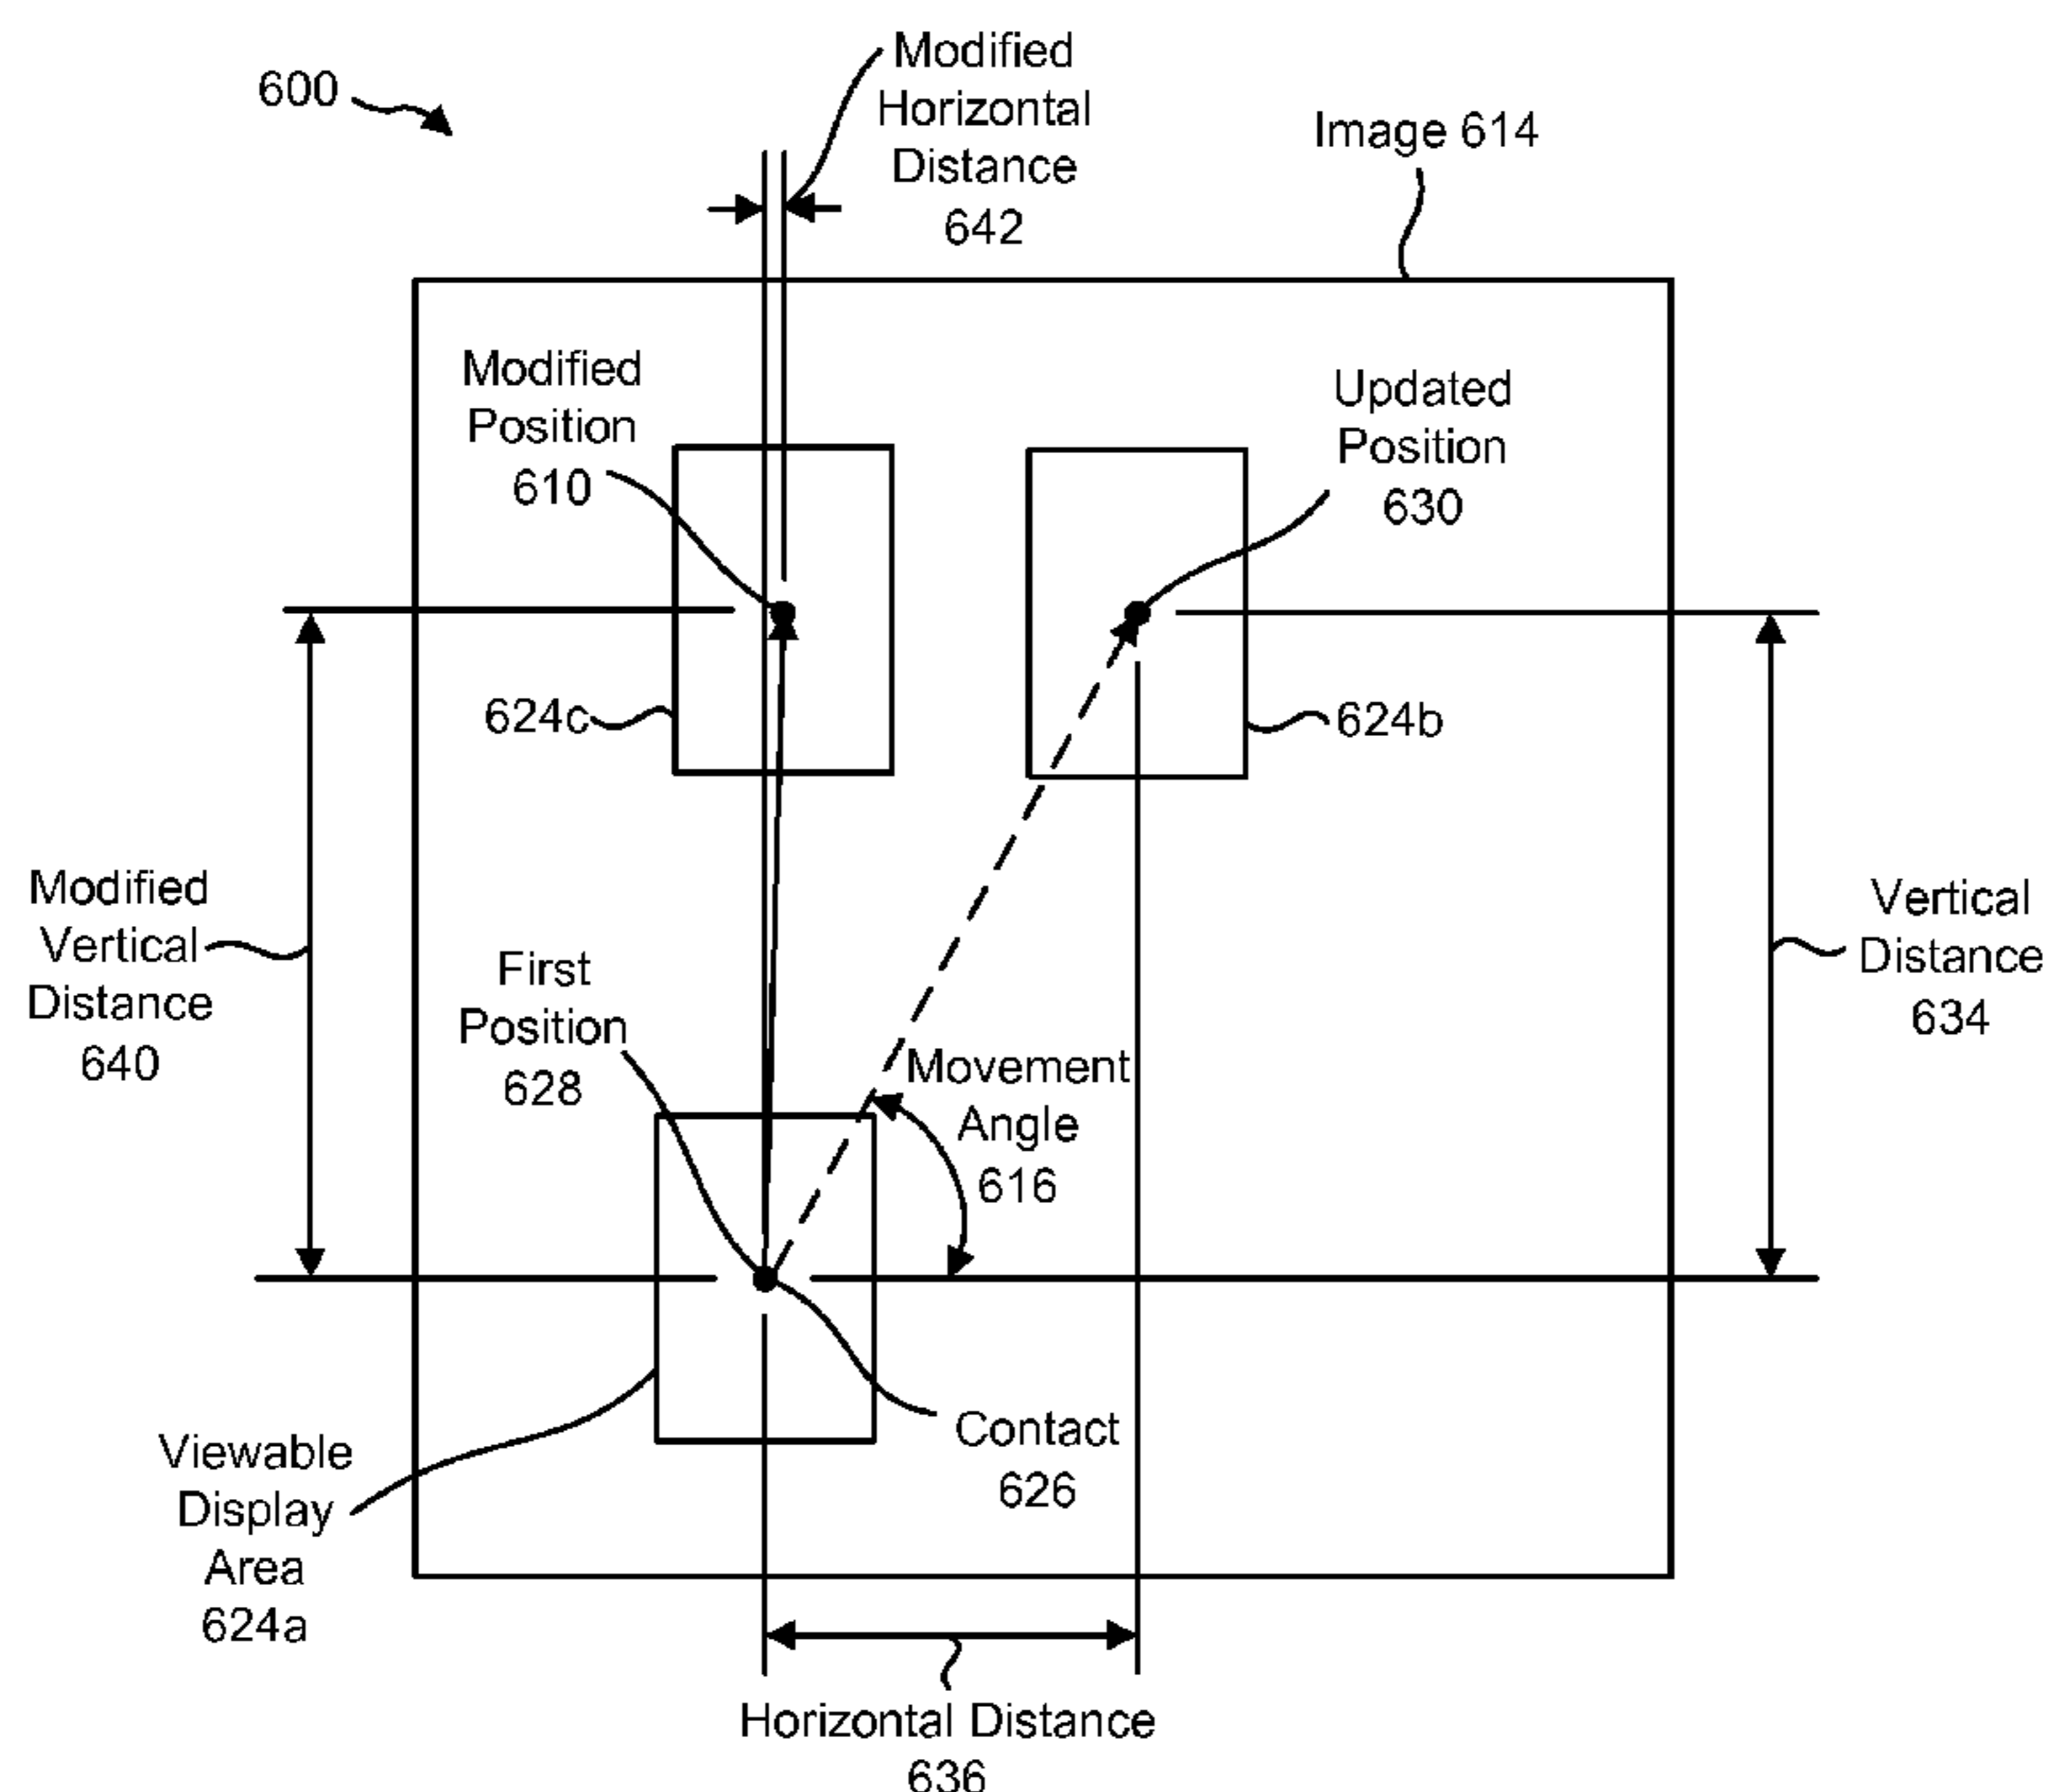 600
Modified
Horizontal
Distance
642
Image 614
Modified
Position
610
Updated
Position
630
624c
624b
Modified
Vertical
Distance
640
First
Position
628
Movement
Angle
616
Vertical
Distance
634
Viewable
Display
Area
624a
Contact
626
Horizontal Distance
636